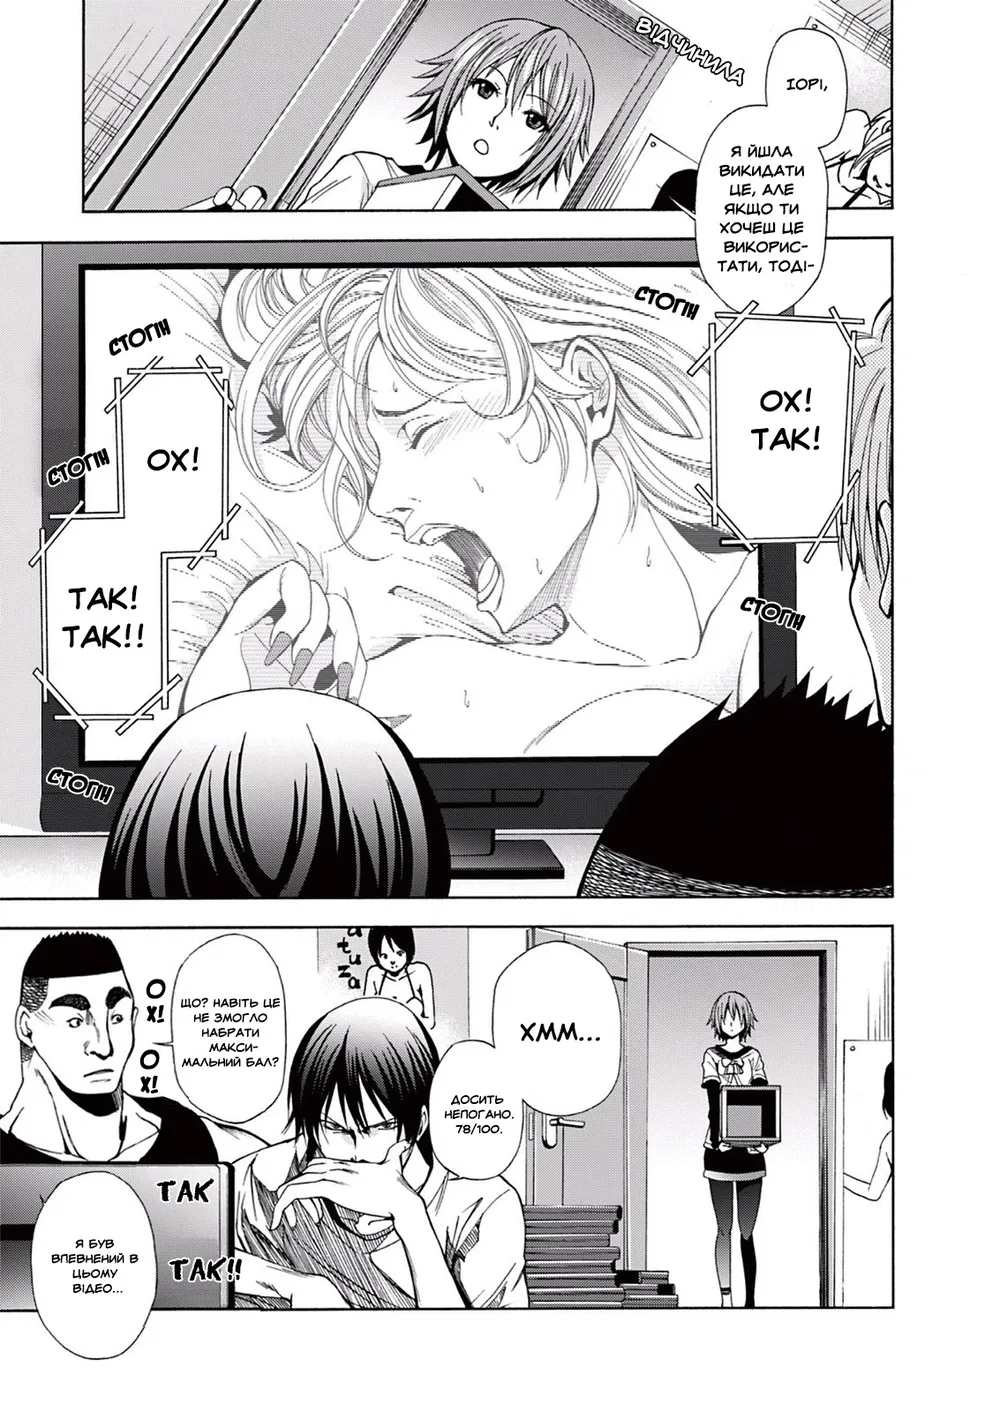 ВІДЧИНИЛА
ІОРІ,
Я ЙШЛА
ВИКИДАТИ
ЦЕ, АЛЕ
ЯКЩО ТИ
ХОЧЕШ ЦЕ
ВИКОРИС-
ТАТИ, ТОДІ-
СТОГІН
ОХ!
ТАК!
СТОГІН
ОХ!
СТОГІН
ТАК!
ТАК!!
СТОГІН
СТОГІН
ХММ...
ДОСИТЬ
НЕПОГАНО.
78/100.
atuza
ЩО? НАВІТЬ ЦЕ
НЕ ЗМОГЛО
НАБРАТИ
МАКСИ-
МАЛЬНИЙ БАЛ?
ОХ!
ОХ!
ТАК
ТАК!!
Я БУВ
ВПЕВНЕНИЙ В
ЦЬОМУ
ВІДЕО...